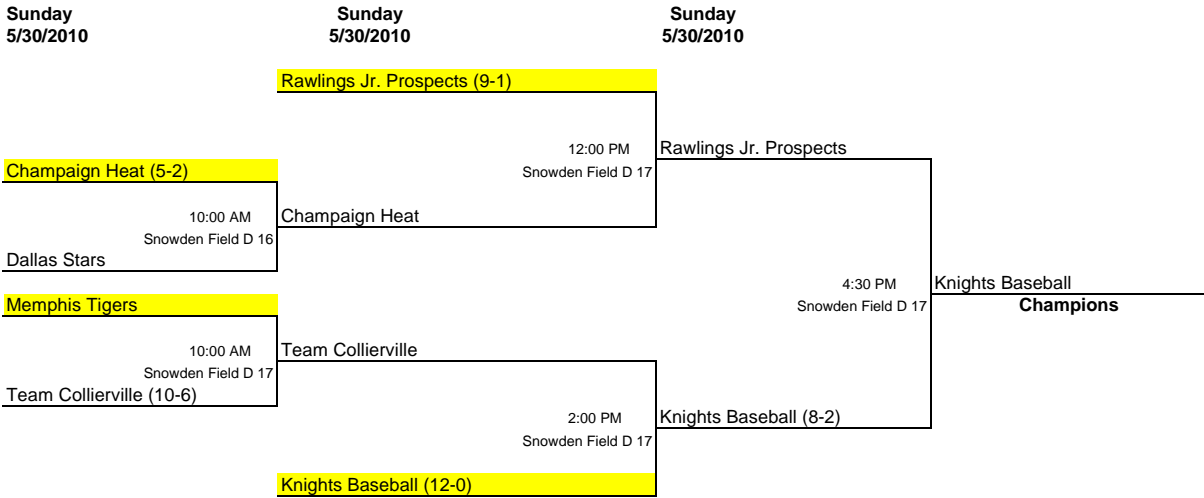 Sunday
5/30/2010
Sunday
5/30/2010
Sunday
5/30/2010
Rawlings Jr. Prospects (9-1)
12:00 PM
Snowden Field D 17
Rawlings Jr. Prospects
Champaign Heat (5-2)
10:00 AM
Snowden Field D 16
Champaign Heat
Dallas Stars
4:30 PM
Snowden Field D 17
Knights Baseball
Champions
Memphis Tigers
10:00 AM
Snowden Field D 17
Team Collierville
Team Collierville (10-6)
2:00 PM
Snowden Field D 17
Knights Baseball (8-2)
Knights Baseball (12-0)